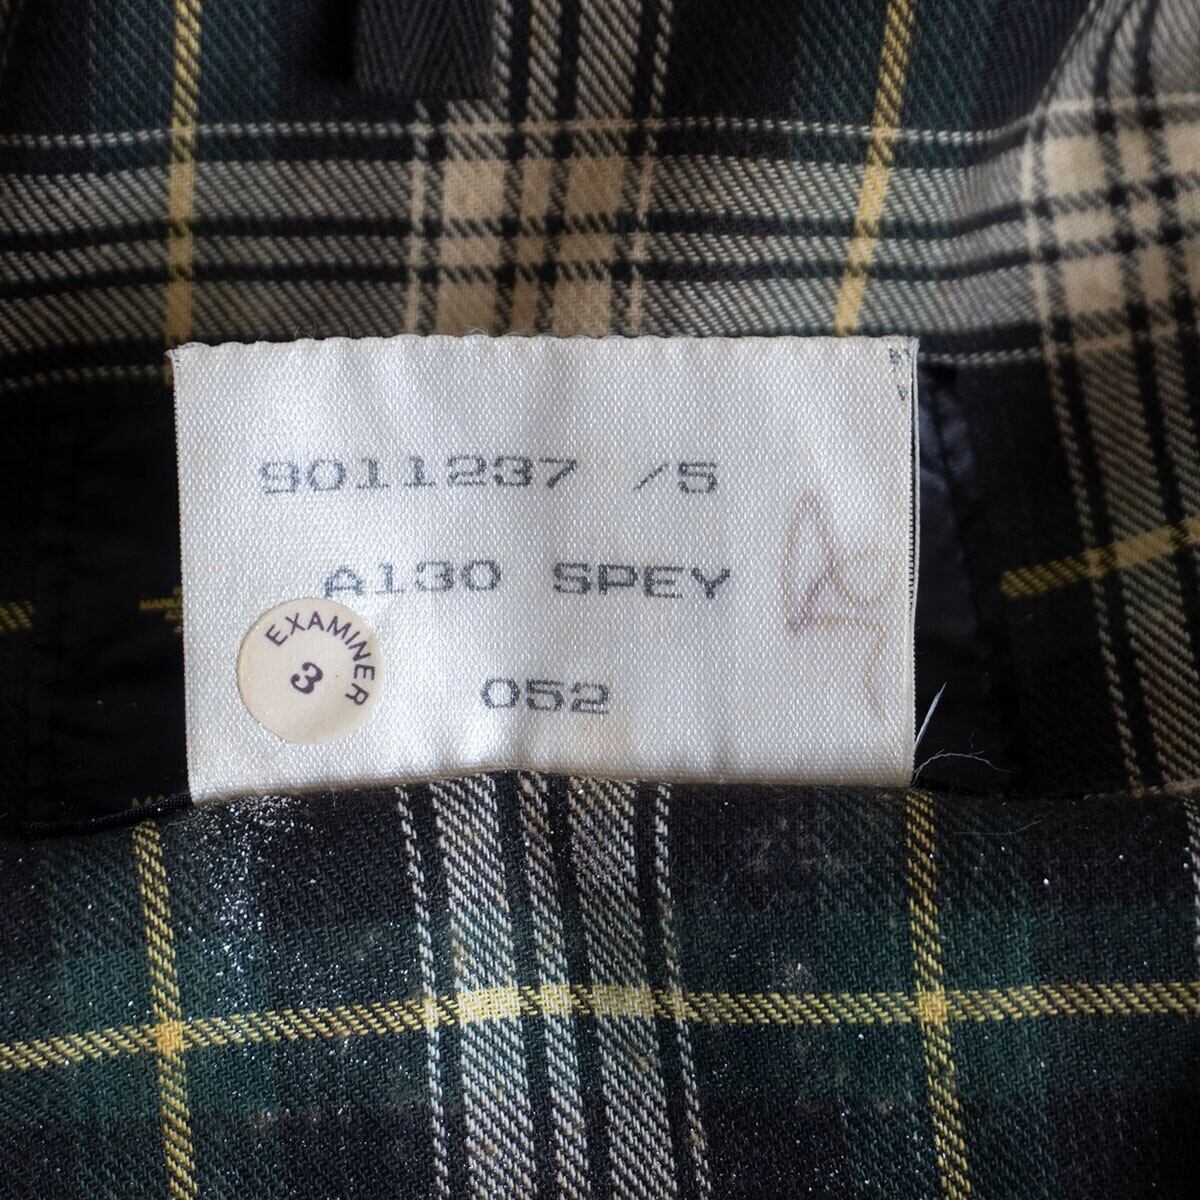 9011237 /5
A130 SPEY
EXAMINER
3
052